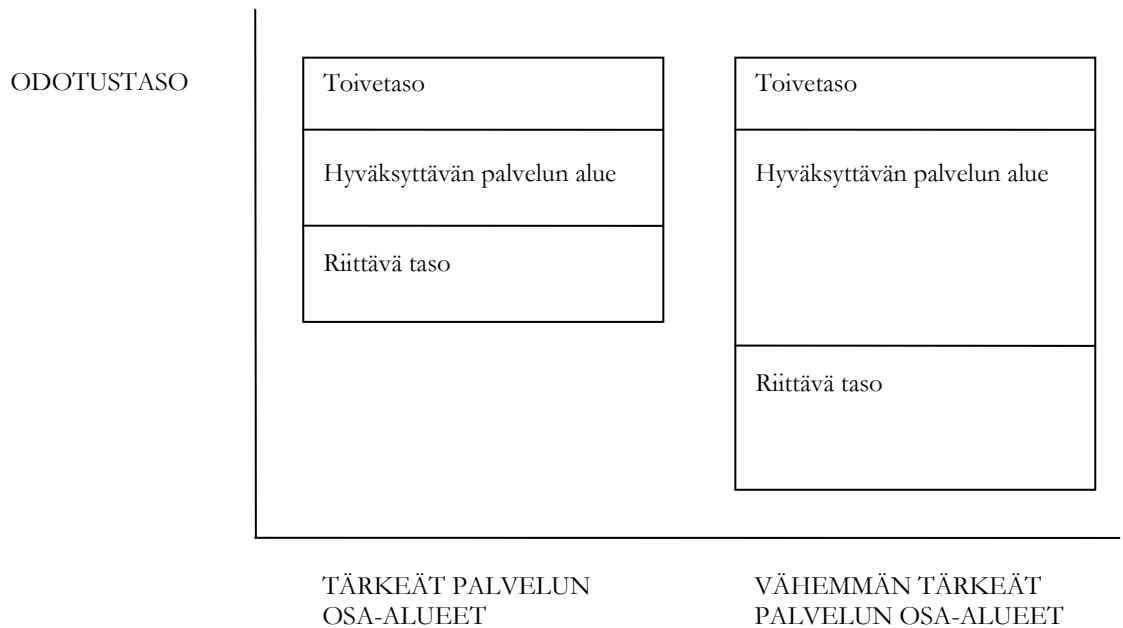 ODOTUSTASO
Toivetaso
Hyväksyttävän palvelun alue
Riittävä taso
Toivetaso
Hyväksyttävän palvelun alue
Riittävä taso
TÄRKEÄT PALVELUN
OSA-ALUEET
VÄHEMMÄN TÄRKEÄT
PALVELUN OSA-ALUEET